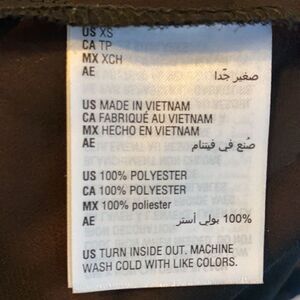 US XS
CA TP
MX XCH
AE صغير جّدا
US MADE IN VIETNAM
CA FABRIQUÉ AU VIETNAM
MX HECHO EN VIETNAM
AE صُنع في فيتنام
US 100% POLYESTER
CA 100% POLYESTER
MX 100% poliester
AE 100% بولي أستر
US TURN INSIDE OUT. MACHINE
WASH COLD WITH LIKE COLORS.